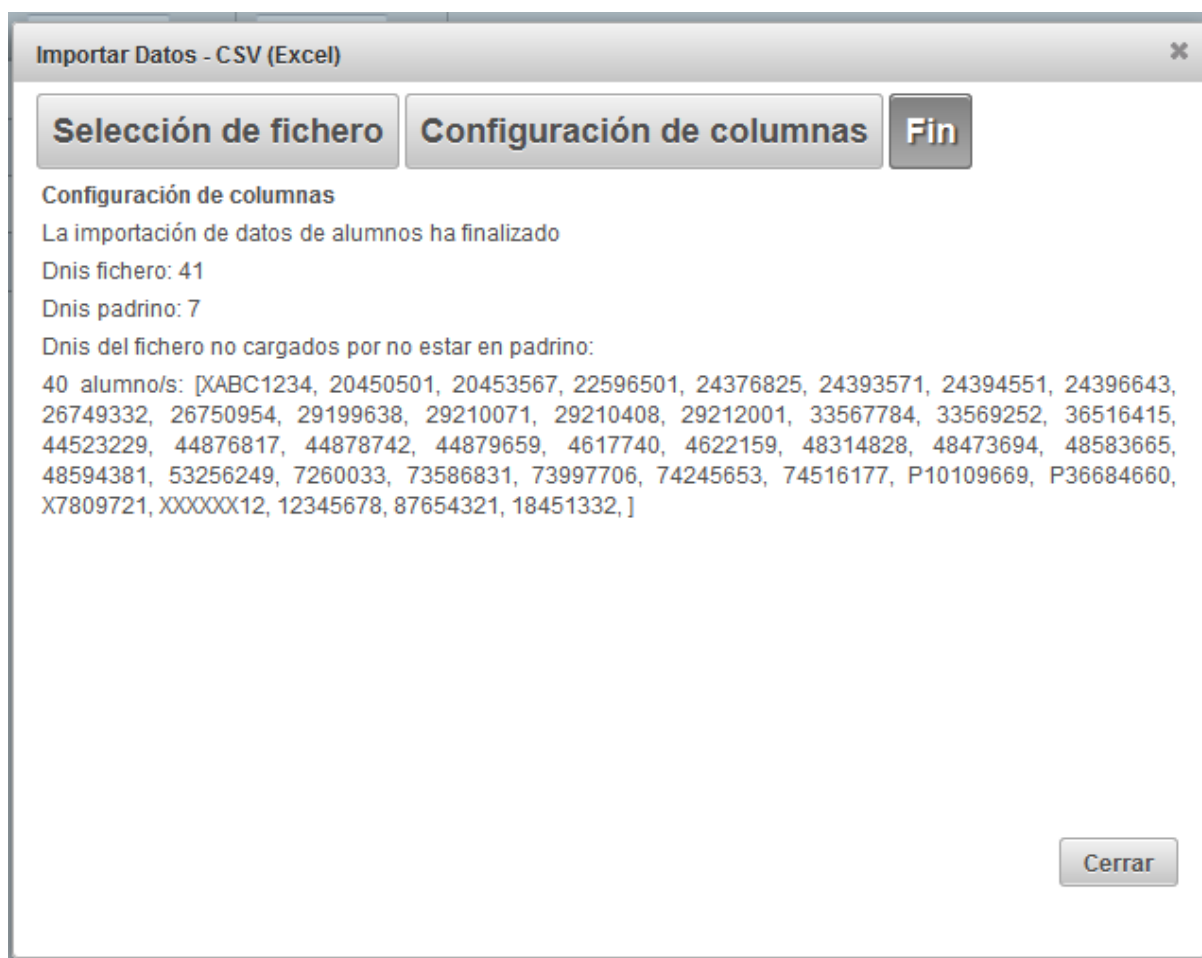 Importar Datos - CSV (Excel)
Selección de fichero Configuración de columnas Fin
Configuración de columnas
La importación de datos de alumnos ha finalizado
Dnis fichero: 41
Dnis padrino: 7
Dnis del fichero no cargados por no estar en padrino:
40 alumno/s: [XABC1234, 20450501, 20453567, 22596501, 24376825, 24393571, 24394551, 24396643,
26749332, 26750954, 29199638, 29210071, 29210408, 29212001, 33567784, 33569252, 36516415,
44523229, 44876817, 44878742, 44879659, 4617740, 4622159, 48314828, 48473694, 48583665,
48594381, 53256249, 7260033, 73586831, 73997706, 74245653, 74516177, P10109669, P36684660,
X7809721, XXXXXX12, 12345678, 87654321, 18451332, ]
Cerrar